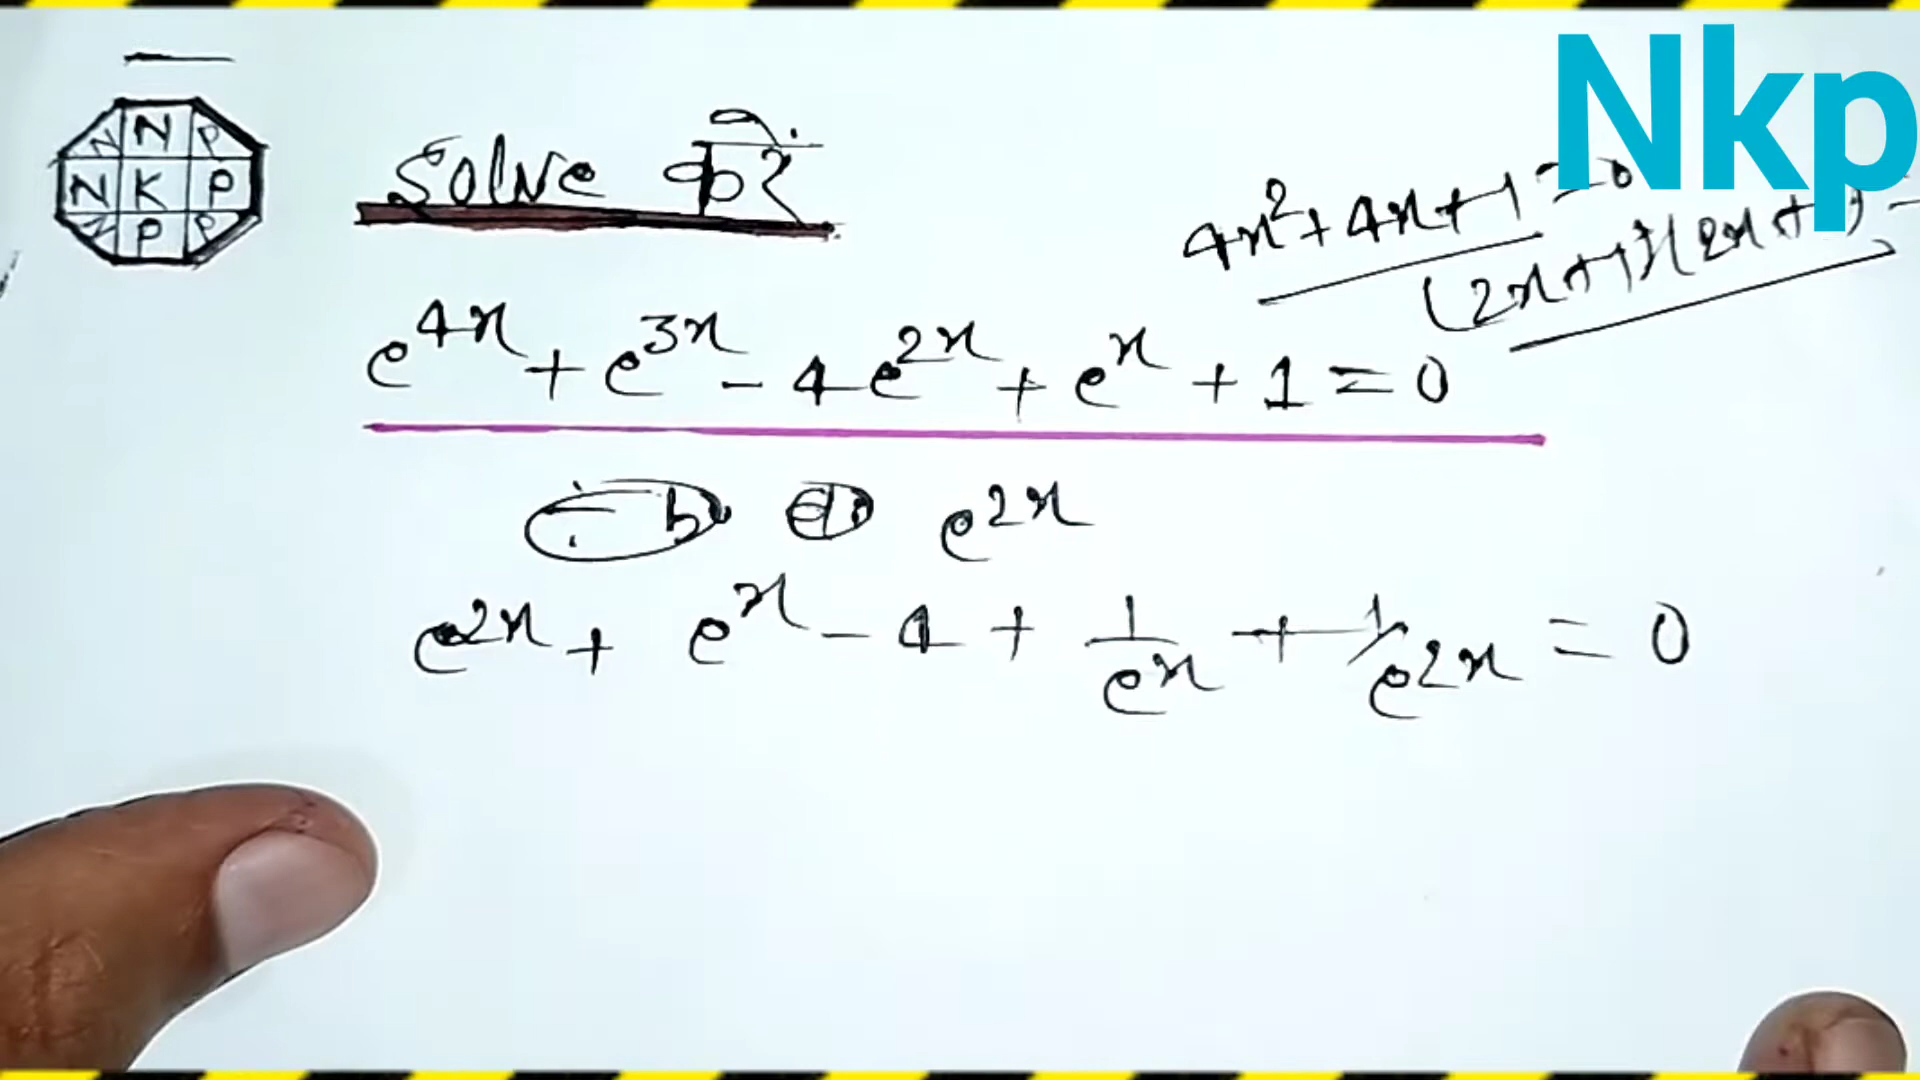 Nkp
N N P
N K P
N P P
Solve करें
4x² + 4x + 1 = 0
(2x+1)(2x+1) =
e^{4x} + e^{3x} - 4e^{2x} + e^x + 1 = 0
÷ b e^{2x}
e^{2x} + e^x - 4 + 1/e^x + 1/e^{2x} = 0